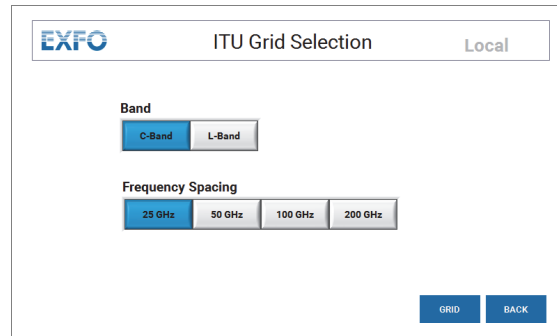 EXFO ITU Grid Selection Local
Band
C-Band L-Band
Frequency Spacing
25 GHz 50 GHz 100 GHz 200 GHz
GRID BACK